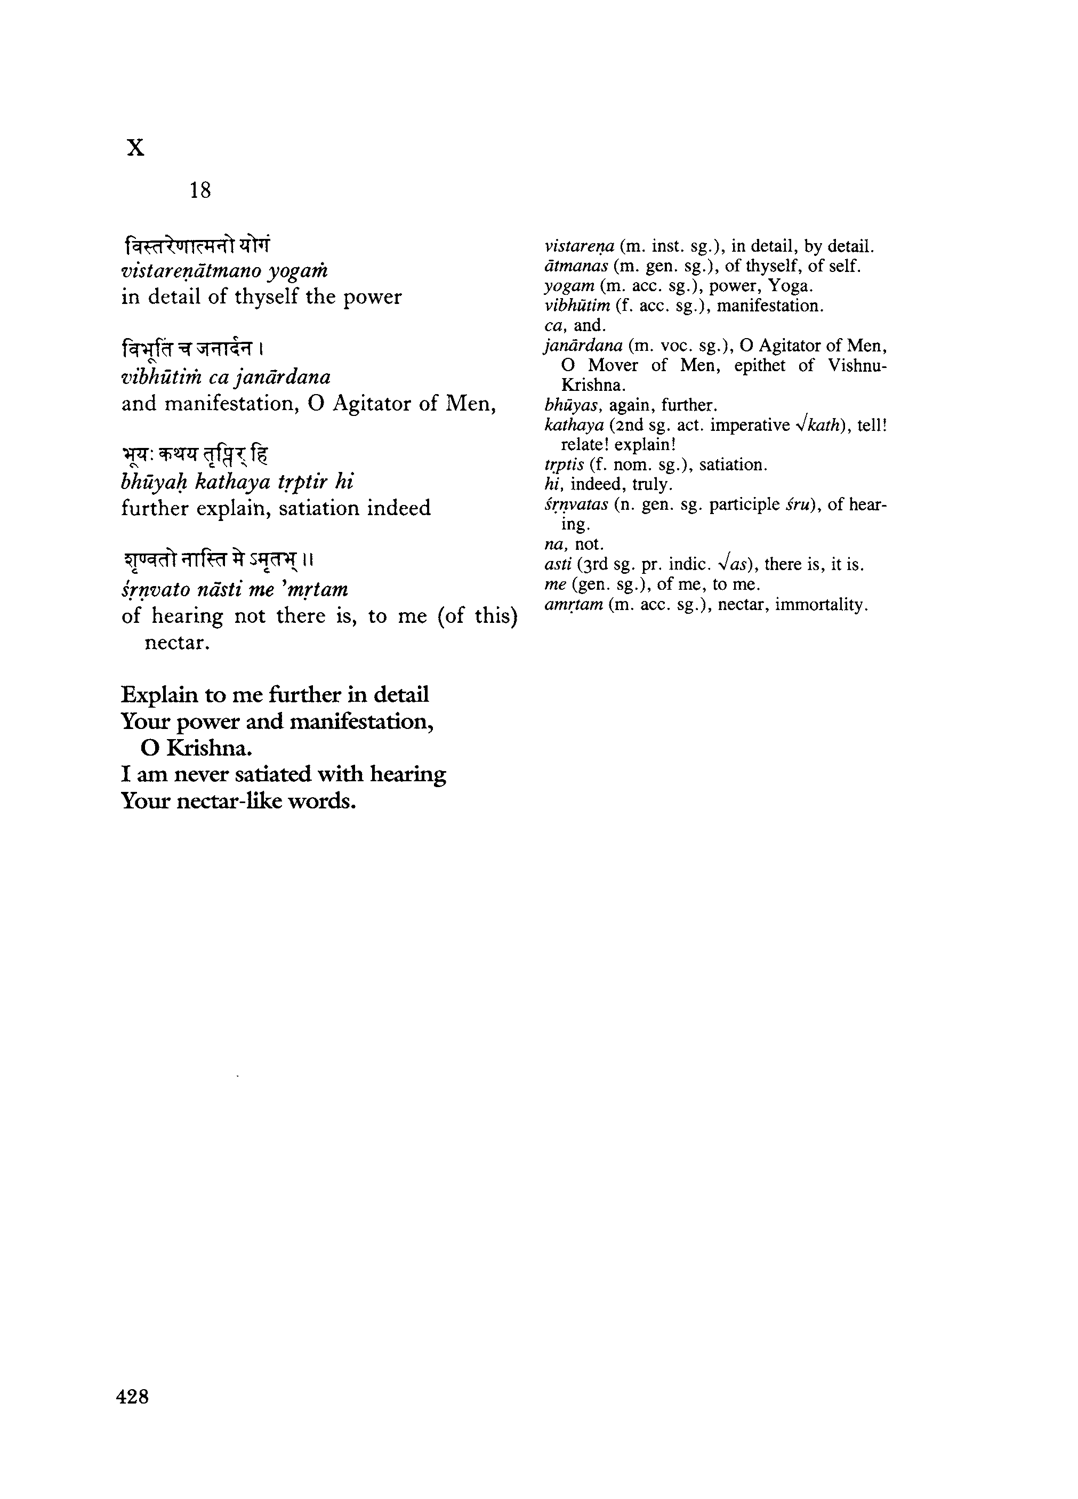 X
18
विस्तरेणात्मनो योगं
vistareṇātmano yogaṁ
in detail of thyself the power
विभूतिं च जनार्दन ।
vibhūtiṁ ca janārdana
and manifestation, O Agitator of Men,
भूयः कथय तृप्तिर् हि
bhūyaḥ kathaya tṛptir hi
further explain, satiation indeed
शृण्वतो नास्ति मे ऽमृतम् ॥
śṛṇvato nāsti me 'mṛtam
of hearing not there is, to me (of this)
nectar.
Explain to me further in detail
Your power and manifestation,
O Krishna.
I am never satiated with hearing
Your nectar-like words.
vistareṇa (m. inst. sg.), in detail, by detail.
ātmanas (m. gen. sg.), of thyself, of self.
yogam (m. acc. sg.), power, Yoga.
vibhūtim (f. acc. sg.), manifestation.
ca, and.
janārdana (m. voc. sg.), O Agitator of Men,
O Mover of Men, epithet of Vishnu-
Krishna.
bhūyas, again, further.
kathaya (2nd sg. act. imperative √kath), tell!
relate! explain!
tṛptis (f. nom. sg.), satiation.
hi, indeed, truly.
śṛṇvatas (n. gen. sg. participle śru), of hear-
ing.
na, not.
asti (3rd sg. pr. indic. √as), there is, it is.
me (gen. sg.), of me, to me.
amṛtam (m. acc. sg.), nectar, immortality.
428